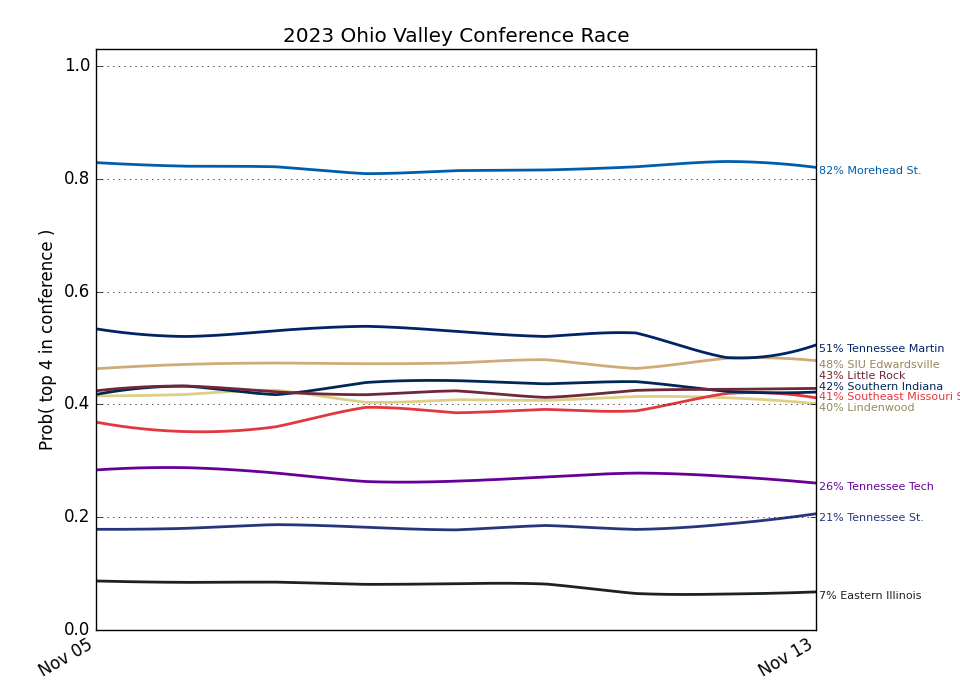 2023 Ohio Valley Conference Race
1.0
0.8
0.6
0.4
0.2
0.0
Prob( top 4 in conference )
Nov 05
Nov 13
82% Morehead St.
51% Tennessee Martin
48% SIU Edwardsville
43% Little Rock
42% Southern Indiana
41% Southeast Missouri S
40% Lindenwood
26% Tennessee Tech
21% Tennessee St.
7% Eastern Illinois